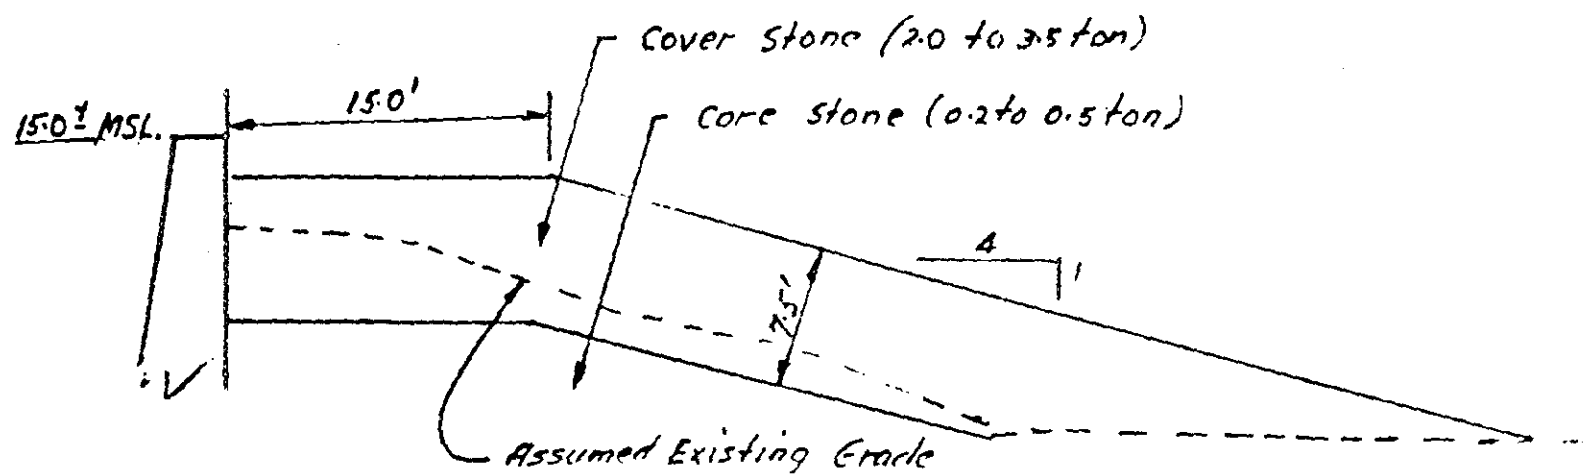 Cover Stone (2.0 to 3.5 ton)
15.0'
15.0± MSL.
Core Stone (0.2 to 0.5 ton)
4
1
7.5'
Assumed Existing Grade